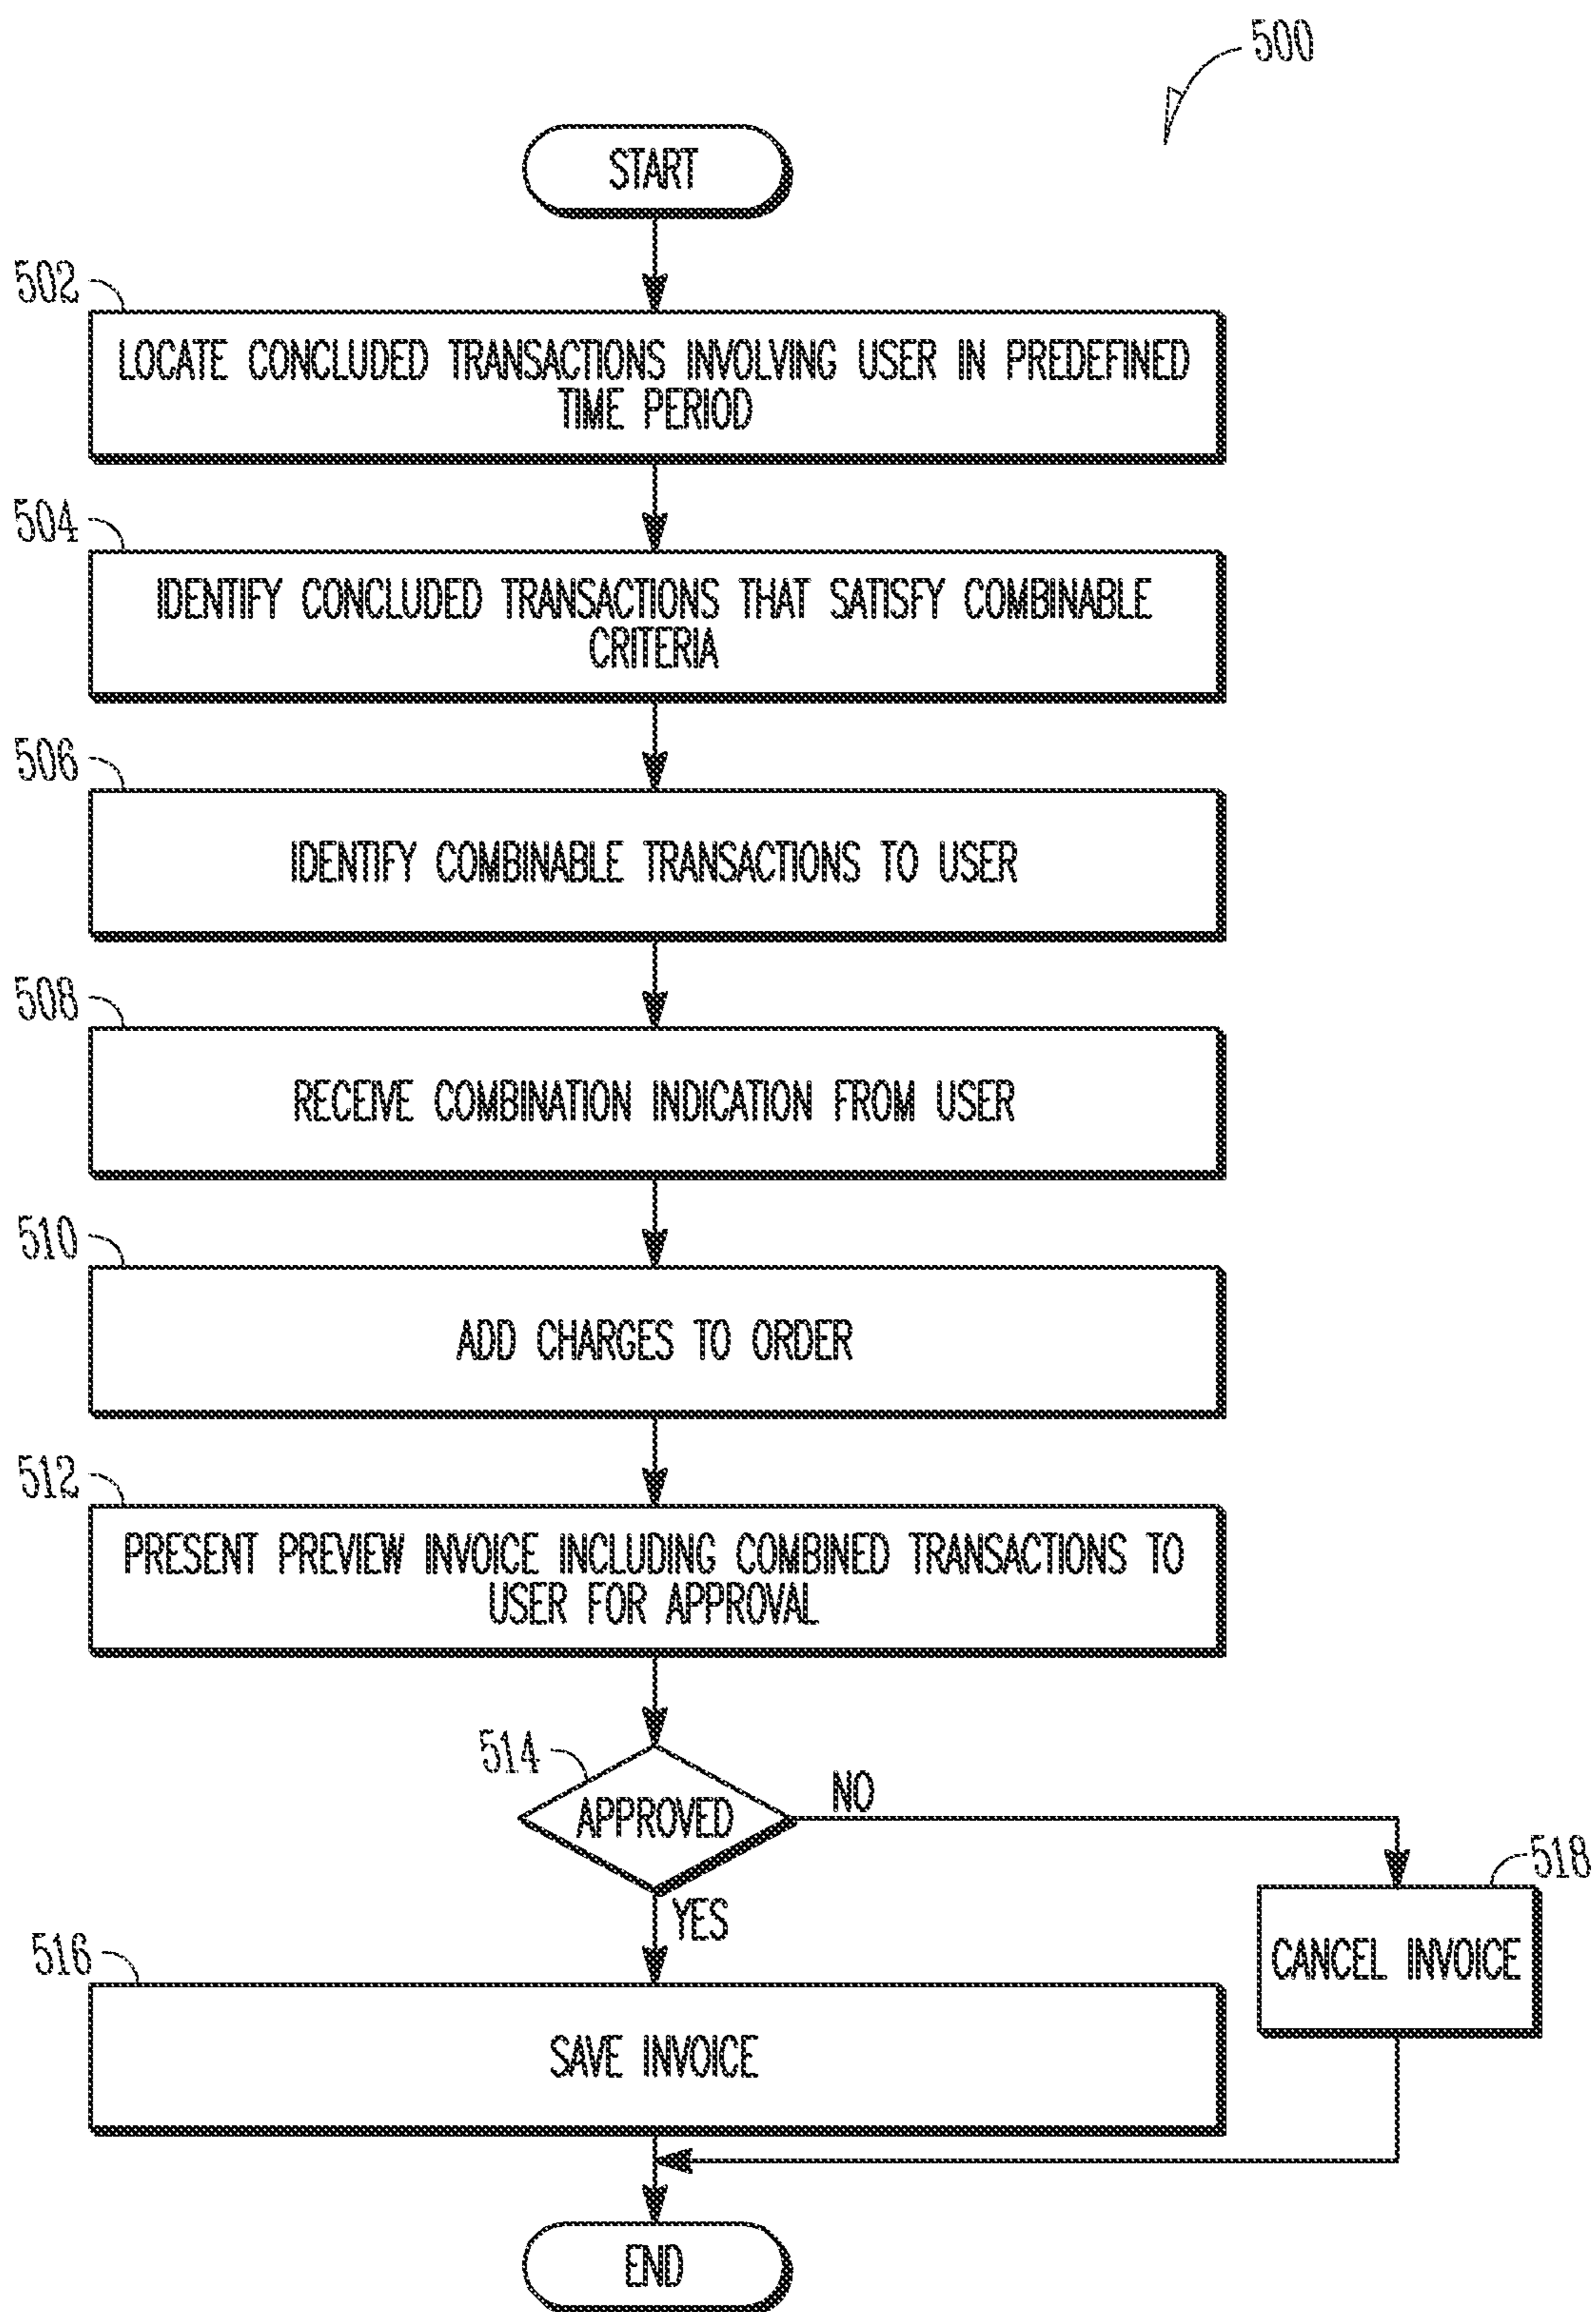 500
START
502
LOCATE CONCLUDED TRANSACTIONS INVOLVING USER IN PREDEFINED
TIME PERIOD
504
IDENTIFY CONCLUDED TRANSACTIONS THAT SATISFY COMBINABLE
CRITERIA
506
IDENTIFY COMBINABLE TRANSACTIONS TO USER
508
RECEIVE COMBINATION INDICATION FROM USER
510
ADD CHARGES TO ORDER
512
PRESENT PREVIEW INVOICE INCLUDING COMBINED TRANSACTIONS TO
USER FOR APPROVAL
514
APPROVED
NO
YES
518
CANCEL INVOICE
516
SAVE INVOICE
END